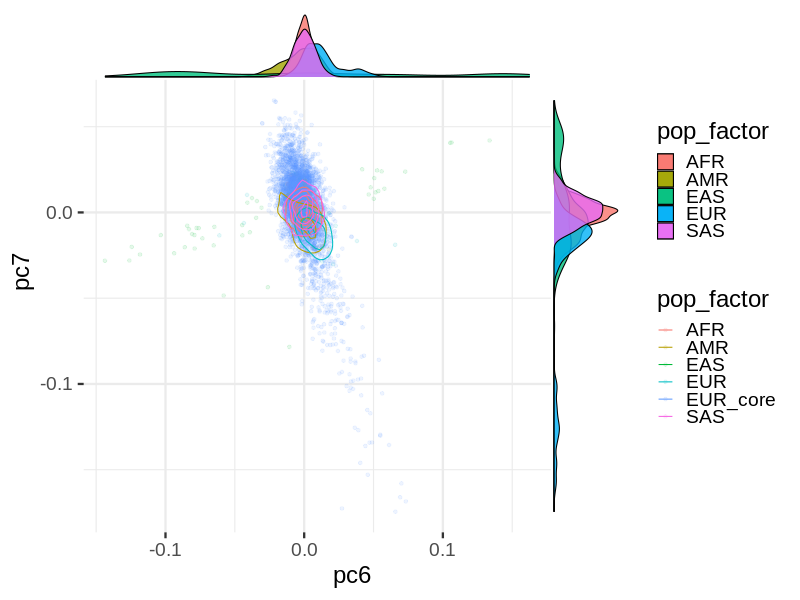 pop_factor
AFR
AMR
EAS
EUR
SAS
pop_factor
AFR
AMR
EAS
EUR
EUR_core
SAS
0.0
-0.1
pc7
-0.1
0.0
0.1
pc6